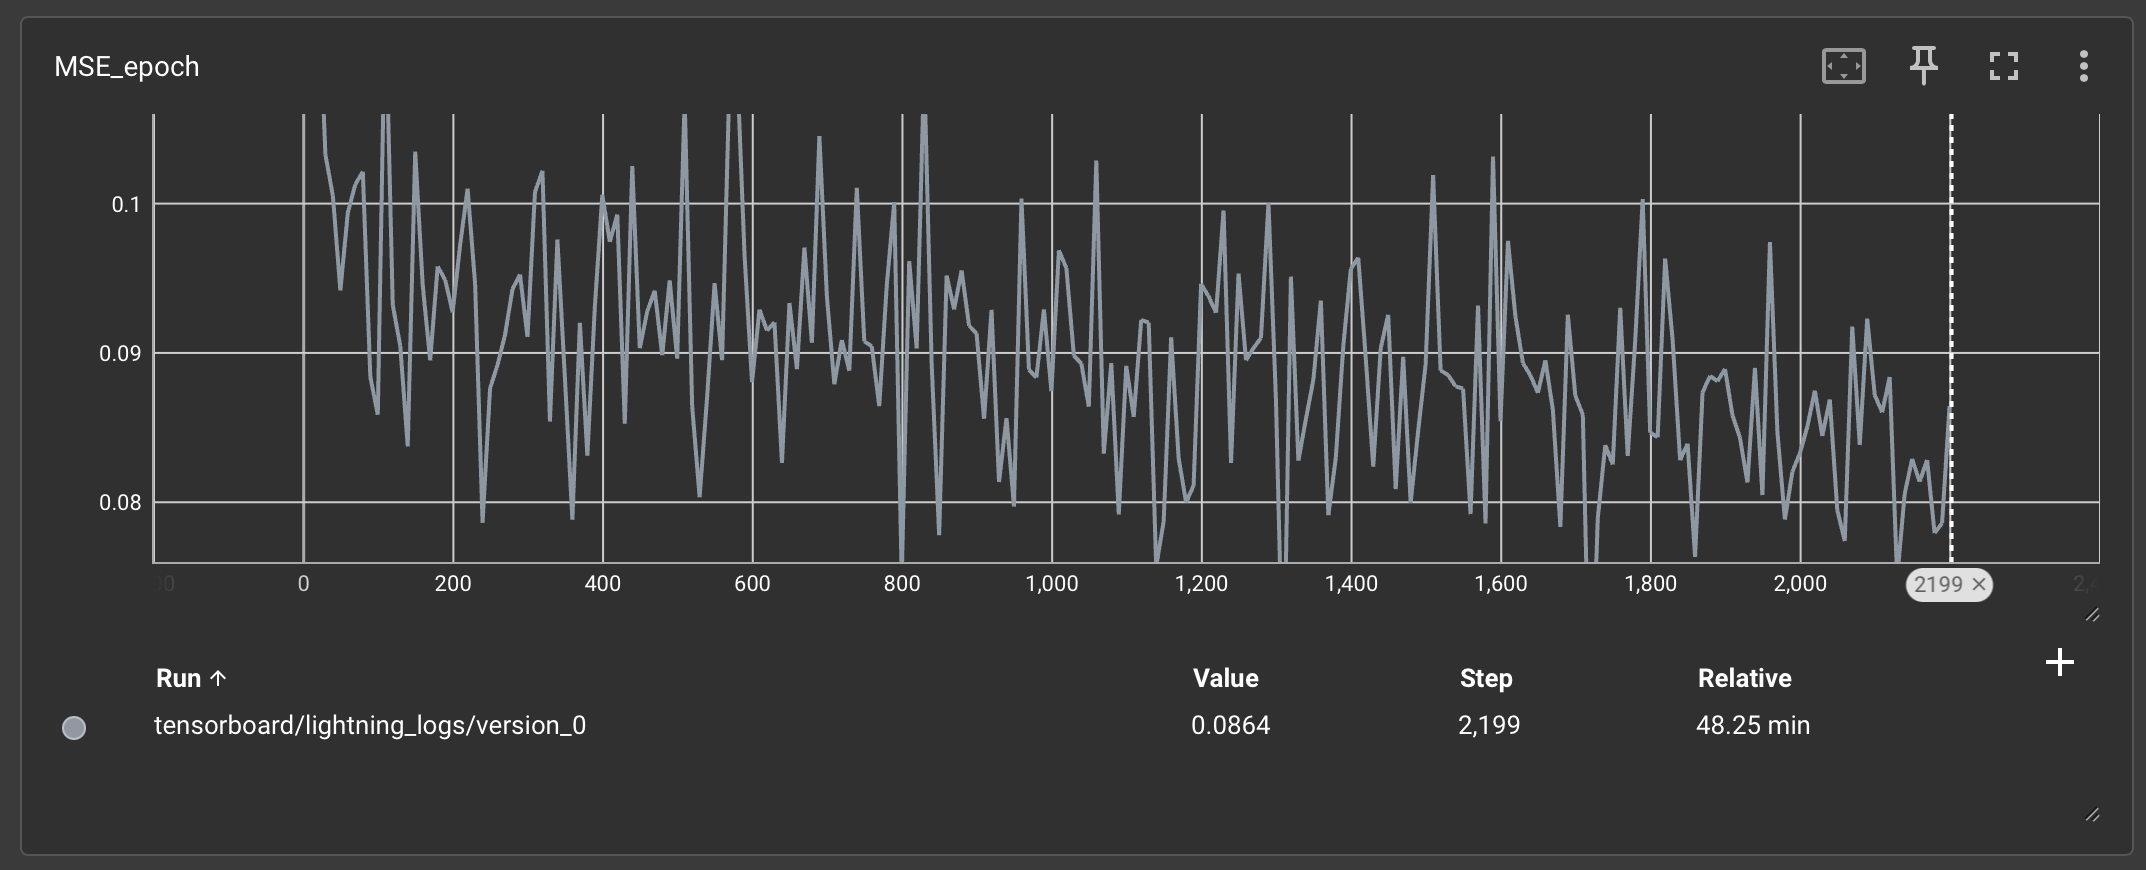 MSE_epoch
0.1
0.09
0.08
0 200 400 600 800 1,000 1,200 1,400 1,600 1,800 2,000 2199 ×
Run ↑ Value Step Relative
tensorboard/lightning_logs/version_0 0.0864 2,199 48.25 min